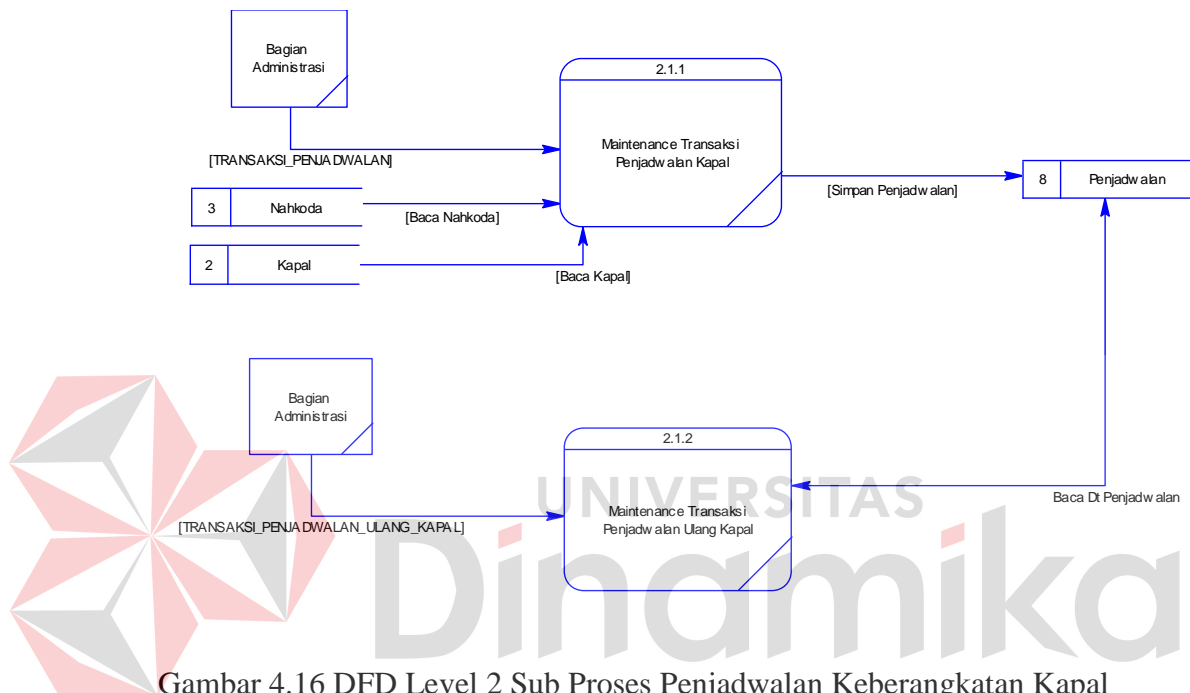 Bagian
Administrasi
2.1.1
Maintenance Transaksi
Penjadwalan Kapal
[TRANSAKSI_PENJADWALAN]
[Simpan Penjadwalan]
8 Penjadwalan
3 Nahkoda
[Baca Nahkoda]
2 Kapal
[Baca Kapal]
Bagian
Administrasi
2.1.2
Maintenance Transaksi
Penjadwalan Ulang Kapal
[TRANSAKSI_PENJADWALAN_ULANG_KAPAL]
Baca Dt Penjadwalan
UNIVERSITAS
Dinamika
Gambar 4.16 DFD Level 2 Sub Proses Penjadwalan Keberangkatan Kapal